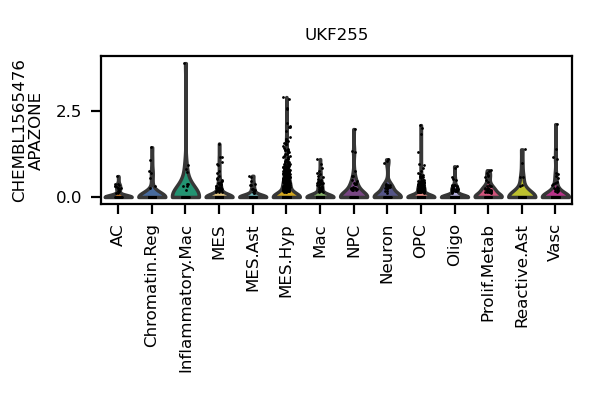 UKF255
CHEMBL1565476
APAZONE
2.5
0.0
AC
Chromatin.Reg
Inflammatory.Mac
MES
MES.Ast
MES.Hyp
Mac
NPC
Neuron
OPC
Oligo
Prolif.Metab
Reactive.Ast
Vasc